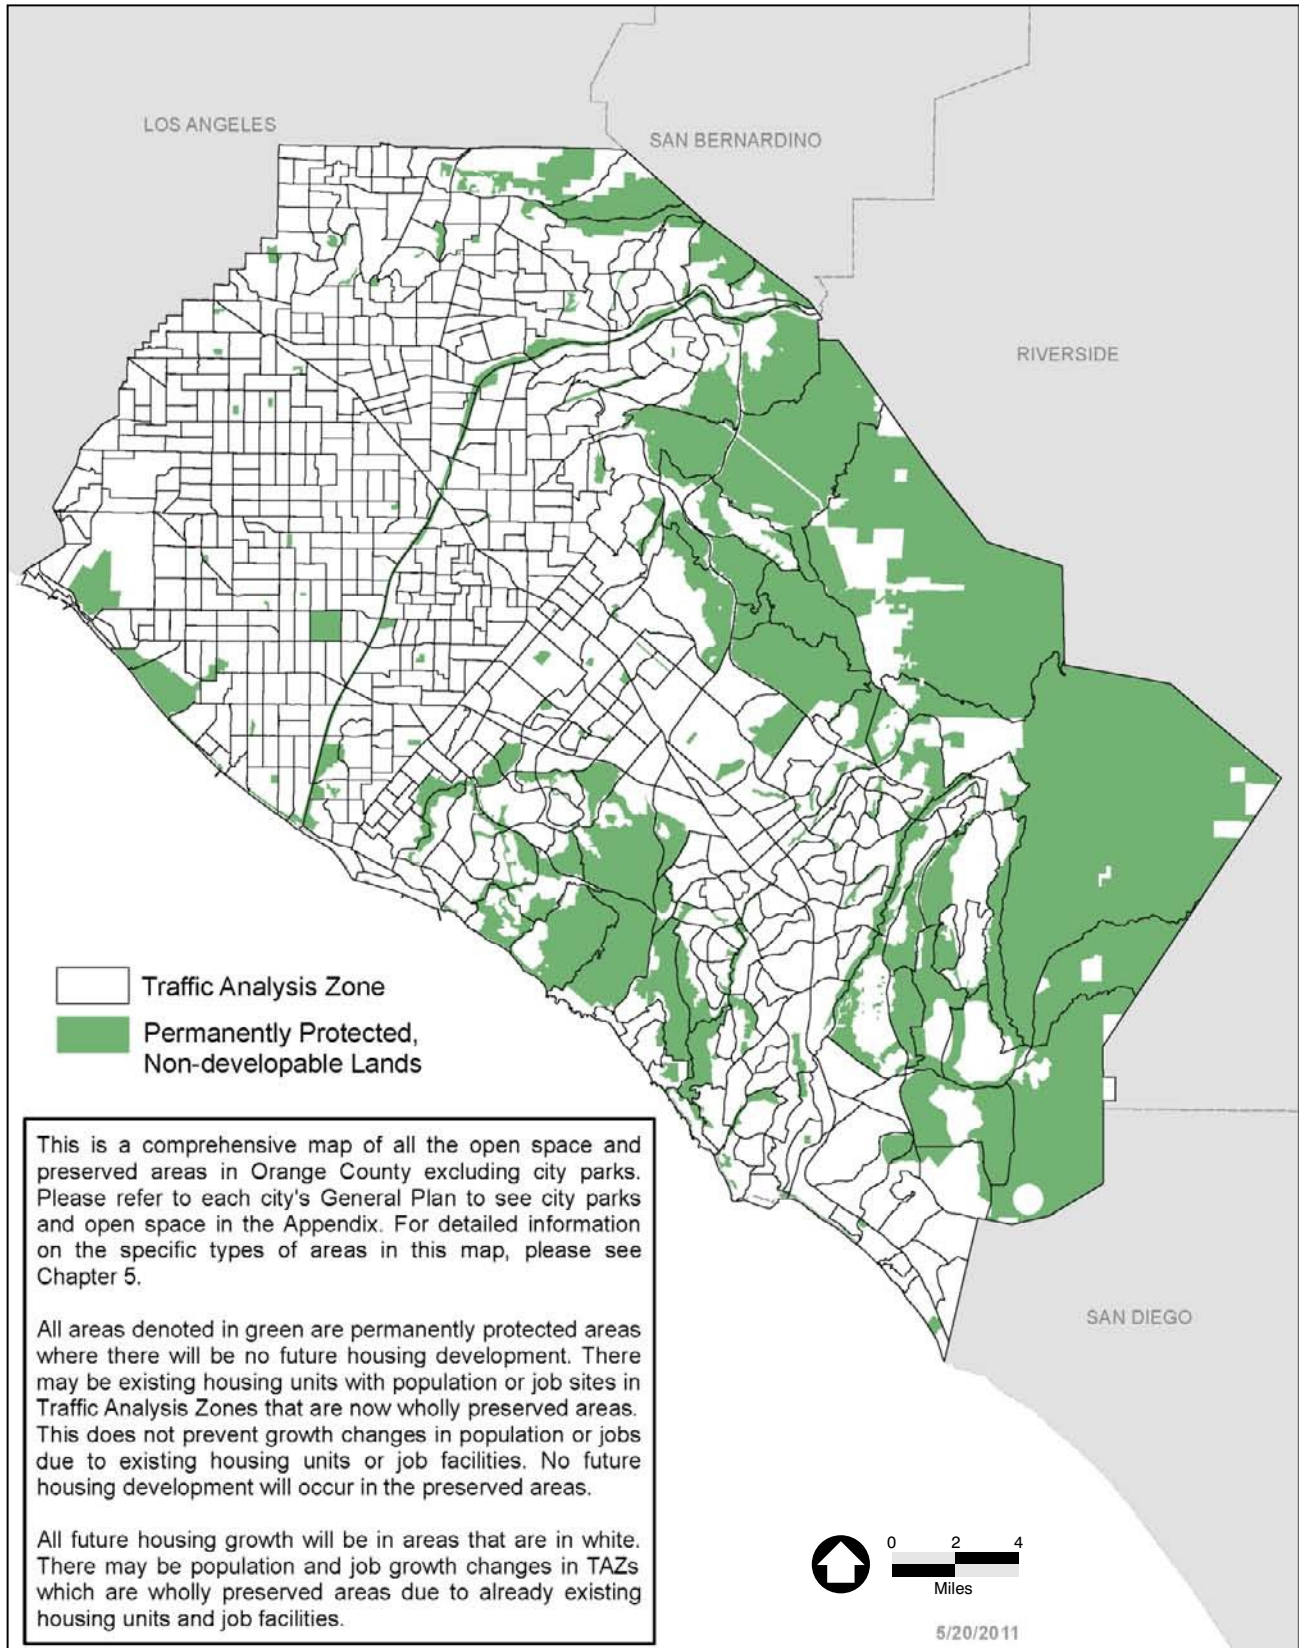 LOS ANGELES
SAN BERNARDINO
RIVERSIDE
Traffic Analysis Zone
Permanently Protected,
Non-developable Lands
This is a comprehensive map of all the open space and
preserved areas in Orange County excluding city parks.
Please refer to each city's General Plan to see city parks
and open space in the Appendix. For detailed information
on the specific types of areas in this map, please see
Chapter 5.
All areas denoted in green are permanently protected areas
where there will be no future housing development. There
may be existing housing units with population or job sites in
Traffic Analysis Zones that are now wholly preserved areas.
This does not prevent growth changes in population or jobs
due to existing housing units or job facilities. No future
housing development will occur in the preserved areas.
All future housing growth will be in areas that are in white.
There may be population and job growth changes in TAZs
which are wholly preserved areas due to already existing
housing units and job facilities.
SAN DIEGO
0 2 4
Miles
5/20/2011